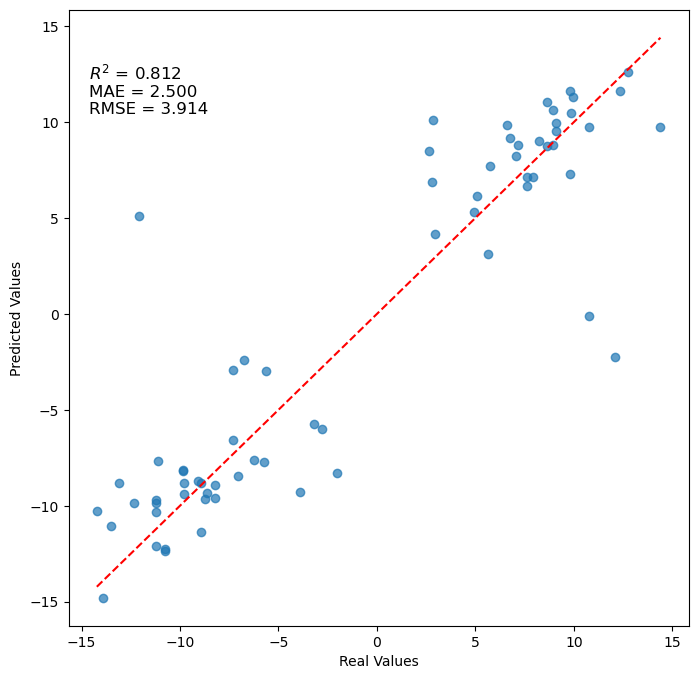 R² = 0.812
MAE = 2.500
RMSE = 3.914
15
10
5
0
−5
−10
−15
Predicted Values
−15 −10 −5 0 5 10 15
Real Values